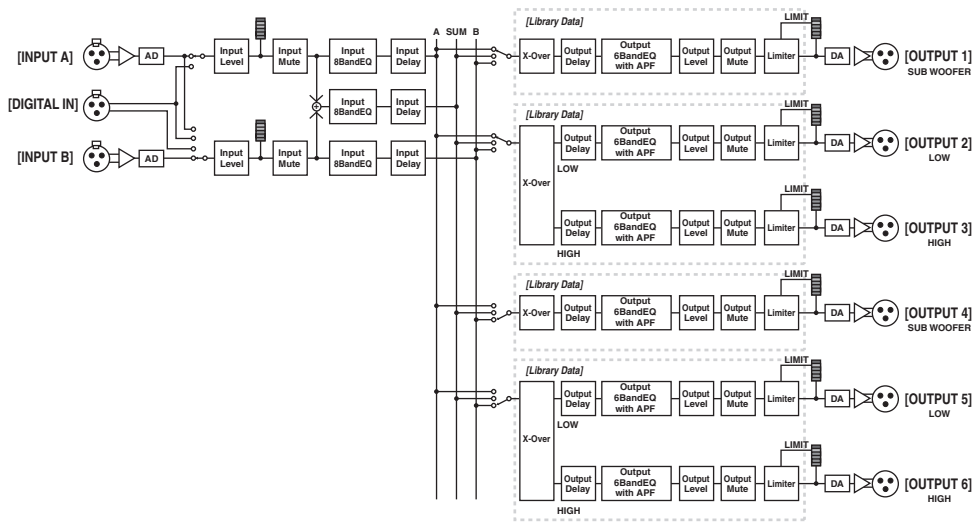 [INPUT A]
AD
Input Level
Input Mute
Input 8BandEQ
Input Delay
[DIGITAL IN]
Input 8BandEQ
Input Delay
[INPUT B]
AD
Input Level
Input Mute
Input 8BandEQ
Input Delay
A SUM B
[Library Data]
X-Over
Output Delay
Output 6BandEQ with APF
Output Level
Output Mute
Limiter
LIMIT
DA
[OUTPUT 1]
SUB WOOFER
[Library Data]
X-Over
LOW
Output Delay
Output 6BandEQ with APF
Output Level
Output Mute
Limiter
LIMIT
DA
[OUTPUT 2]
LOW
HIGH
Output Delay
Output 6BandEQ with APF
Output Level
Output Mute
Limiter
LIMIT
DA
[OUTPUT 3]
HIGH
[Library Data]
X-Over
Output Delay
Output 6BandEQ with APF
Output Level
Output Mute
Limiter
LIMIT
DA
[OUTPUT 4]
SUB WOOFER
[Library Data]
X-Over
LOW
Output Delay
Output 6BandEQ with APF
Output Level
Output Mute
Limiter
LIMIT
DA
[OUTPUT 5]
LOW
HIGH
Output Delay
Output 6BandEQ with APF
Output Level
Output Mute
Limiter
LIMIT
DA
[OUTPUT 6]
HIGH